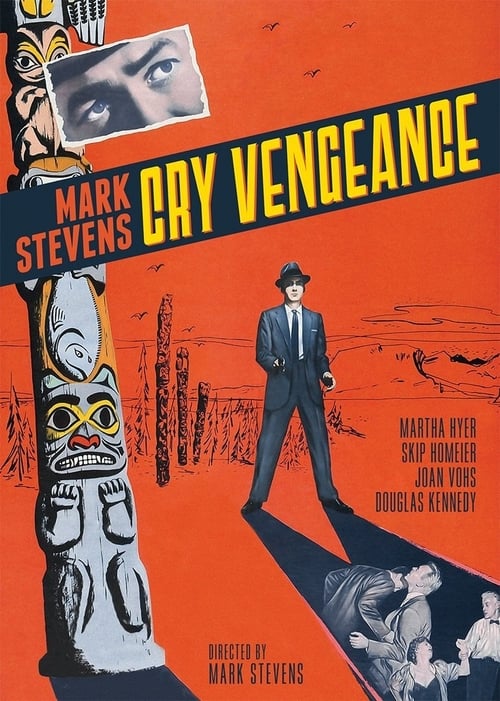 MARK
STEVENS
CRY VENGEANCE
MARTHA HYER
SKIP HOMEIER
JOAN VOHS
DOUGLAS KENNEDY
DIRECTED BY
MARK STEVENS